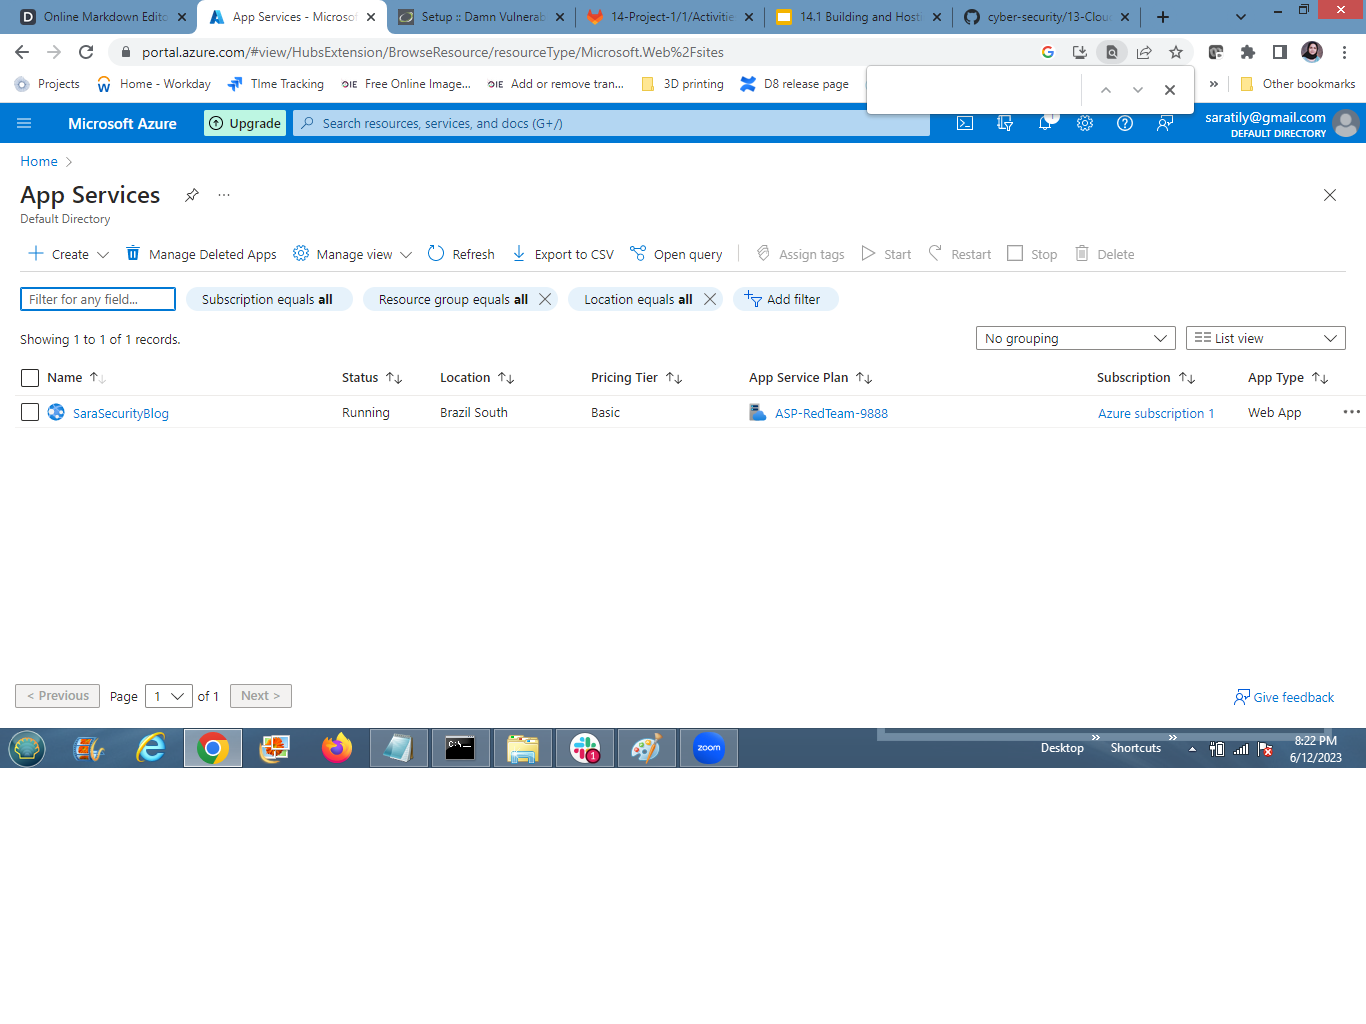 Online Markdown Edito
App Services - Microsof
Setup :: Damn Vulnerab
14-Project-1/1/Activitie
14.1 Building and Host
cyber-security/13-Clou
portal.azure.com/#view/HubsExtension/BrowseResource/resourceType/Microsoft.Web%2Fsites
Projects
Home - Workday
TIme Tracking
OIE Free Online Image...
OIE Add or remove tran...
3D printing
D8 release page
»
Other bookmarks
Microsoft Azure
Upgrade
Search resources, services, and docs (G+/)
1
saratily@gmail.com
DEFAULT DIRECTORY
Home
App Services
...
Default Directory
Create
Manage Deleted Apps
Manage view
Refresh
Export to CSV
Open query
Assign tags
Start
Restart
Stop
Delete
Filter for any field...
Subscription equals all
Resource group equals all
Location equals all
Add filter
Showing 1 to 1 of 1 records.
No grouping
List view
Name
Status
Location
Pricing Tier
App Service Plan
Subscription
App Type
SaraSecurityBlog
Running
Brazil South
Basic
ASP-RedTeam-9888
Azure subscription 1
Web App
< Previous
Page
1
of 1
Next >
Give feedback
C:\_
1
zoom
Desktop »
Shortcuts »
8:22 PM
6/12/2023